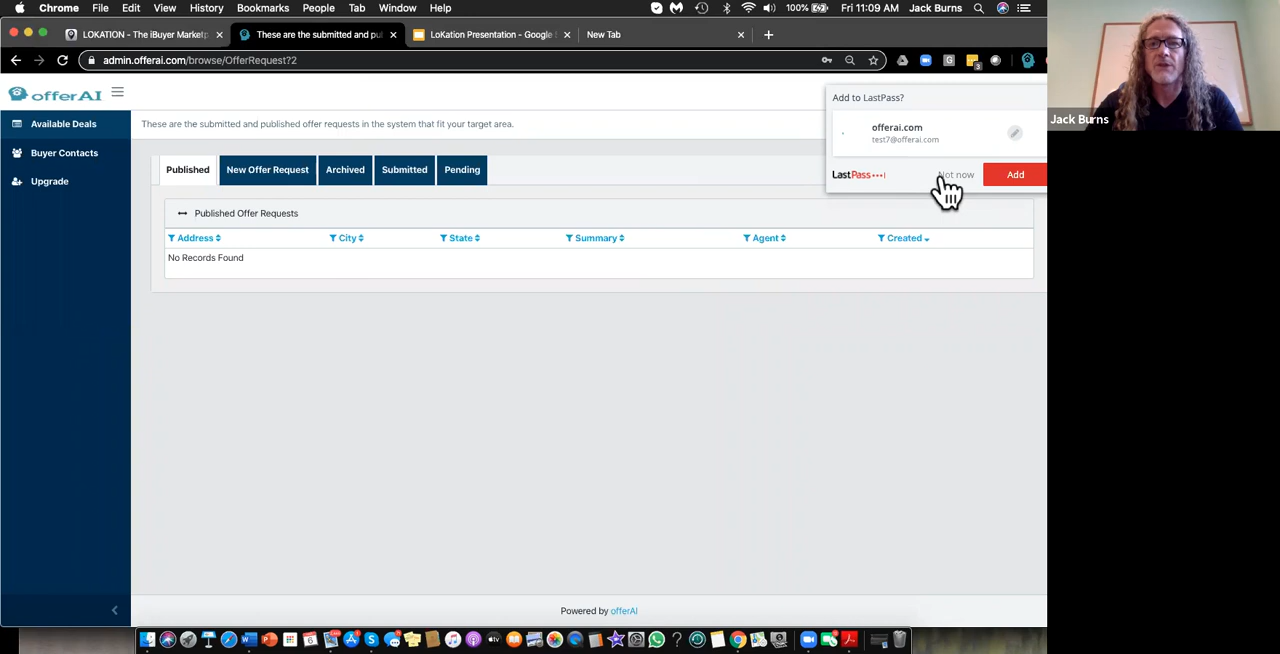 Chrome File Edit View History Bookmarks People Tab Window Help 100% Fri 11:09 AM Jack Burns
LOKATION - The iBuyer Marketp
These are the submitted and pu
LoKation Presentation - Google
New Tab
admin.offerai.com/browse/OfferRequest?2
offerAI
Available Deals
Buyer Contacts
Upgrade
These are the submitted and published offer requests in the system that fit your target area.
Published New Offer Request Archived Submitted Pending
Published Offer Requests
Address City State Summary Agent Created
No Records Found
Add to LastPass?
offerai.com
test7@offerai.com
LastPass Not now Add
Jack Burns
Powered by offerAI